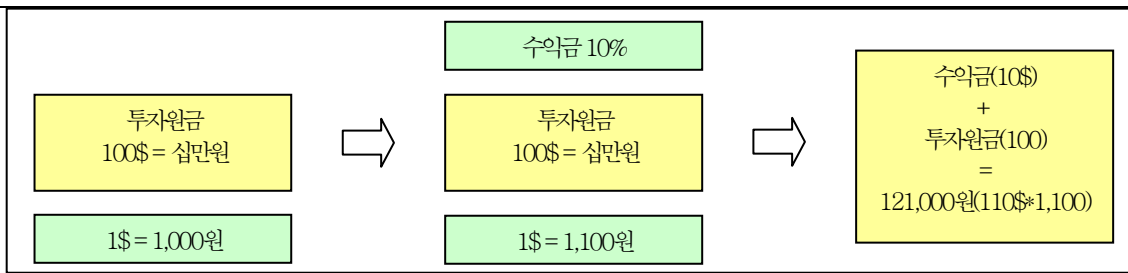 투자원금
100$ = 십만원
1$ = 1,000원
수익금 10%
투자원금
100$ = 십만원
1$ = 1,100원
수익금(10$)
+
투자원금(100)
=
121,000원(110$*1,100)